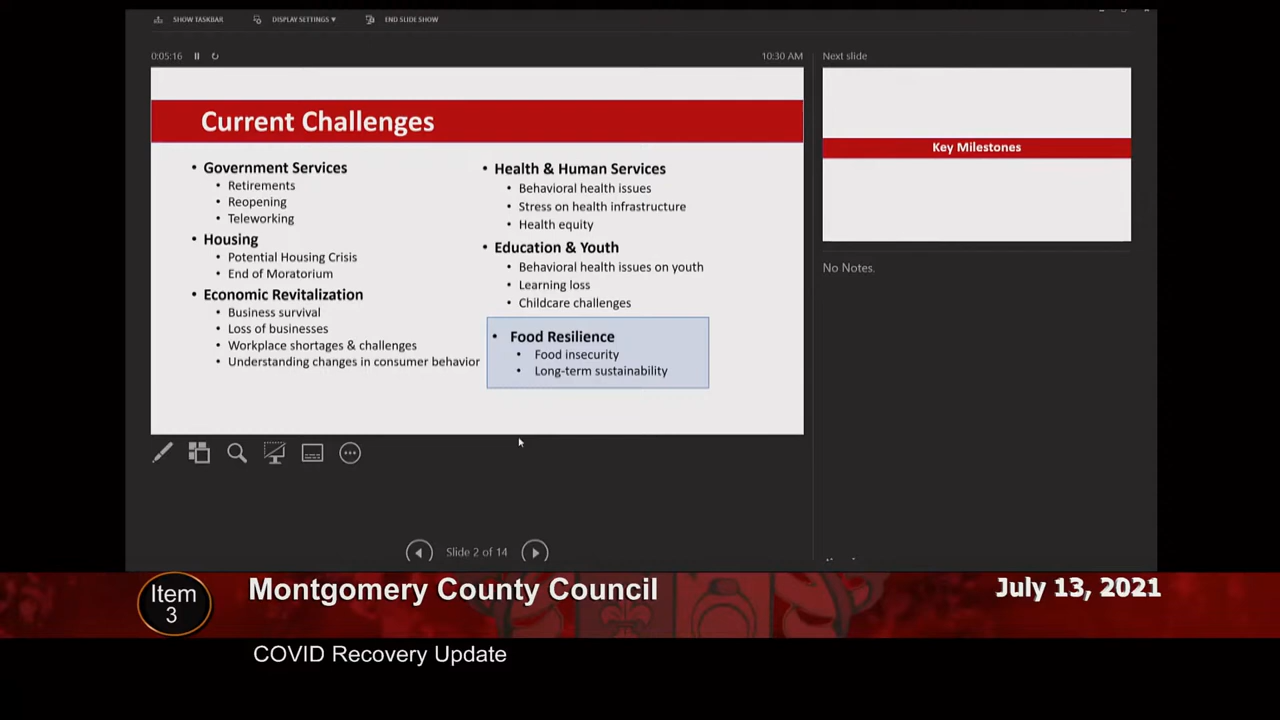 SHOW TASKBAR
DISPLAY SETTINGS ▼
END SLIDE SHOW
0:05:16
10:30 AM
Next slide
Current Challenges
• Government Services
• Retirements
• Reopening
• Teleworking
• Housing
• Potential Housing Crisis
• End of Moratorium
• Economic Revitalization
• Business survival
• Loss of businesses
• Workplace shortages & challenges
• Understanding changes in consumer behavior
• Health & Human Services
• Behavioral health issues
• Stress on health infrastructure
• Health equity
• Education & Youth
• Behavioral health issues on youth
• Learning loss
• Childcare challenges
• Food Resilience
• Food insecurity
• Long-term sustainability
Key Milestones
No Notes.
Slide 2 of 14
Item
3
Montgomery County Council
July 13, 2021
COVID Recovery Update